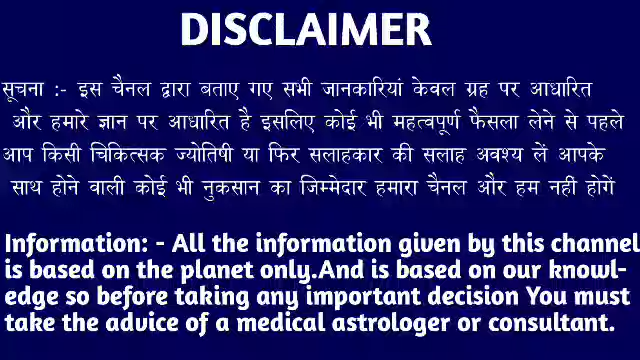 DISCLAIMER
सूचना :- इस चैनल द्वारा बताए गए सभी जानकारियां केवल ग्रह पर आधारित
और हमारे ज्ञान पर आधारित है इसलिए कोई भी महत्वपूर्ण फैसला लेने से पहले
आप किसी चिकित्सक ज्योतिषी या फिर सलाहकार की सलाह अवश्य लें आपके
साथ होने वाली कोई भी नुकसान का जिम्मेदार हमारा चैनल और हम नहीं होगें
Information: - All the information given by this channel
is based on the planet only.And is based on our knowl-
edge so before taking any important decision You must
take the advice of a medical astrologer or consultant.